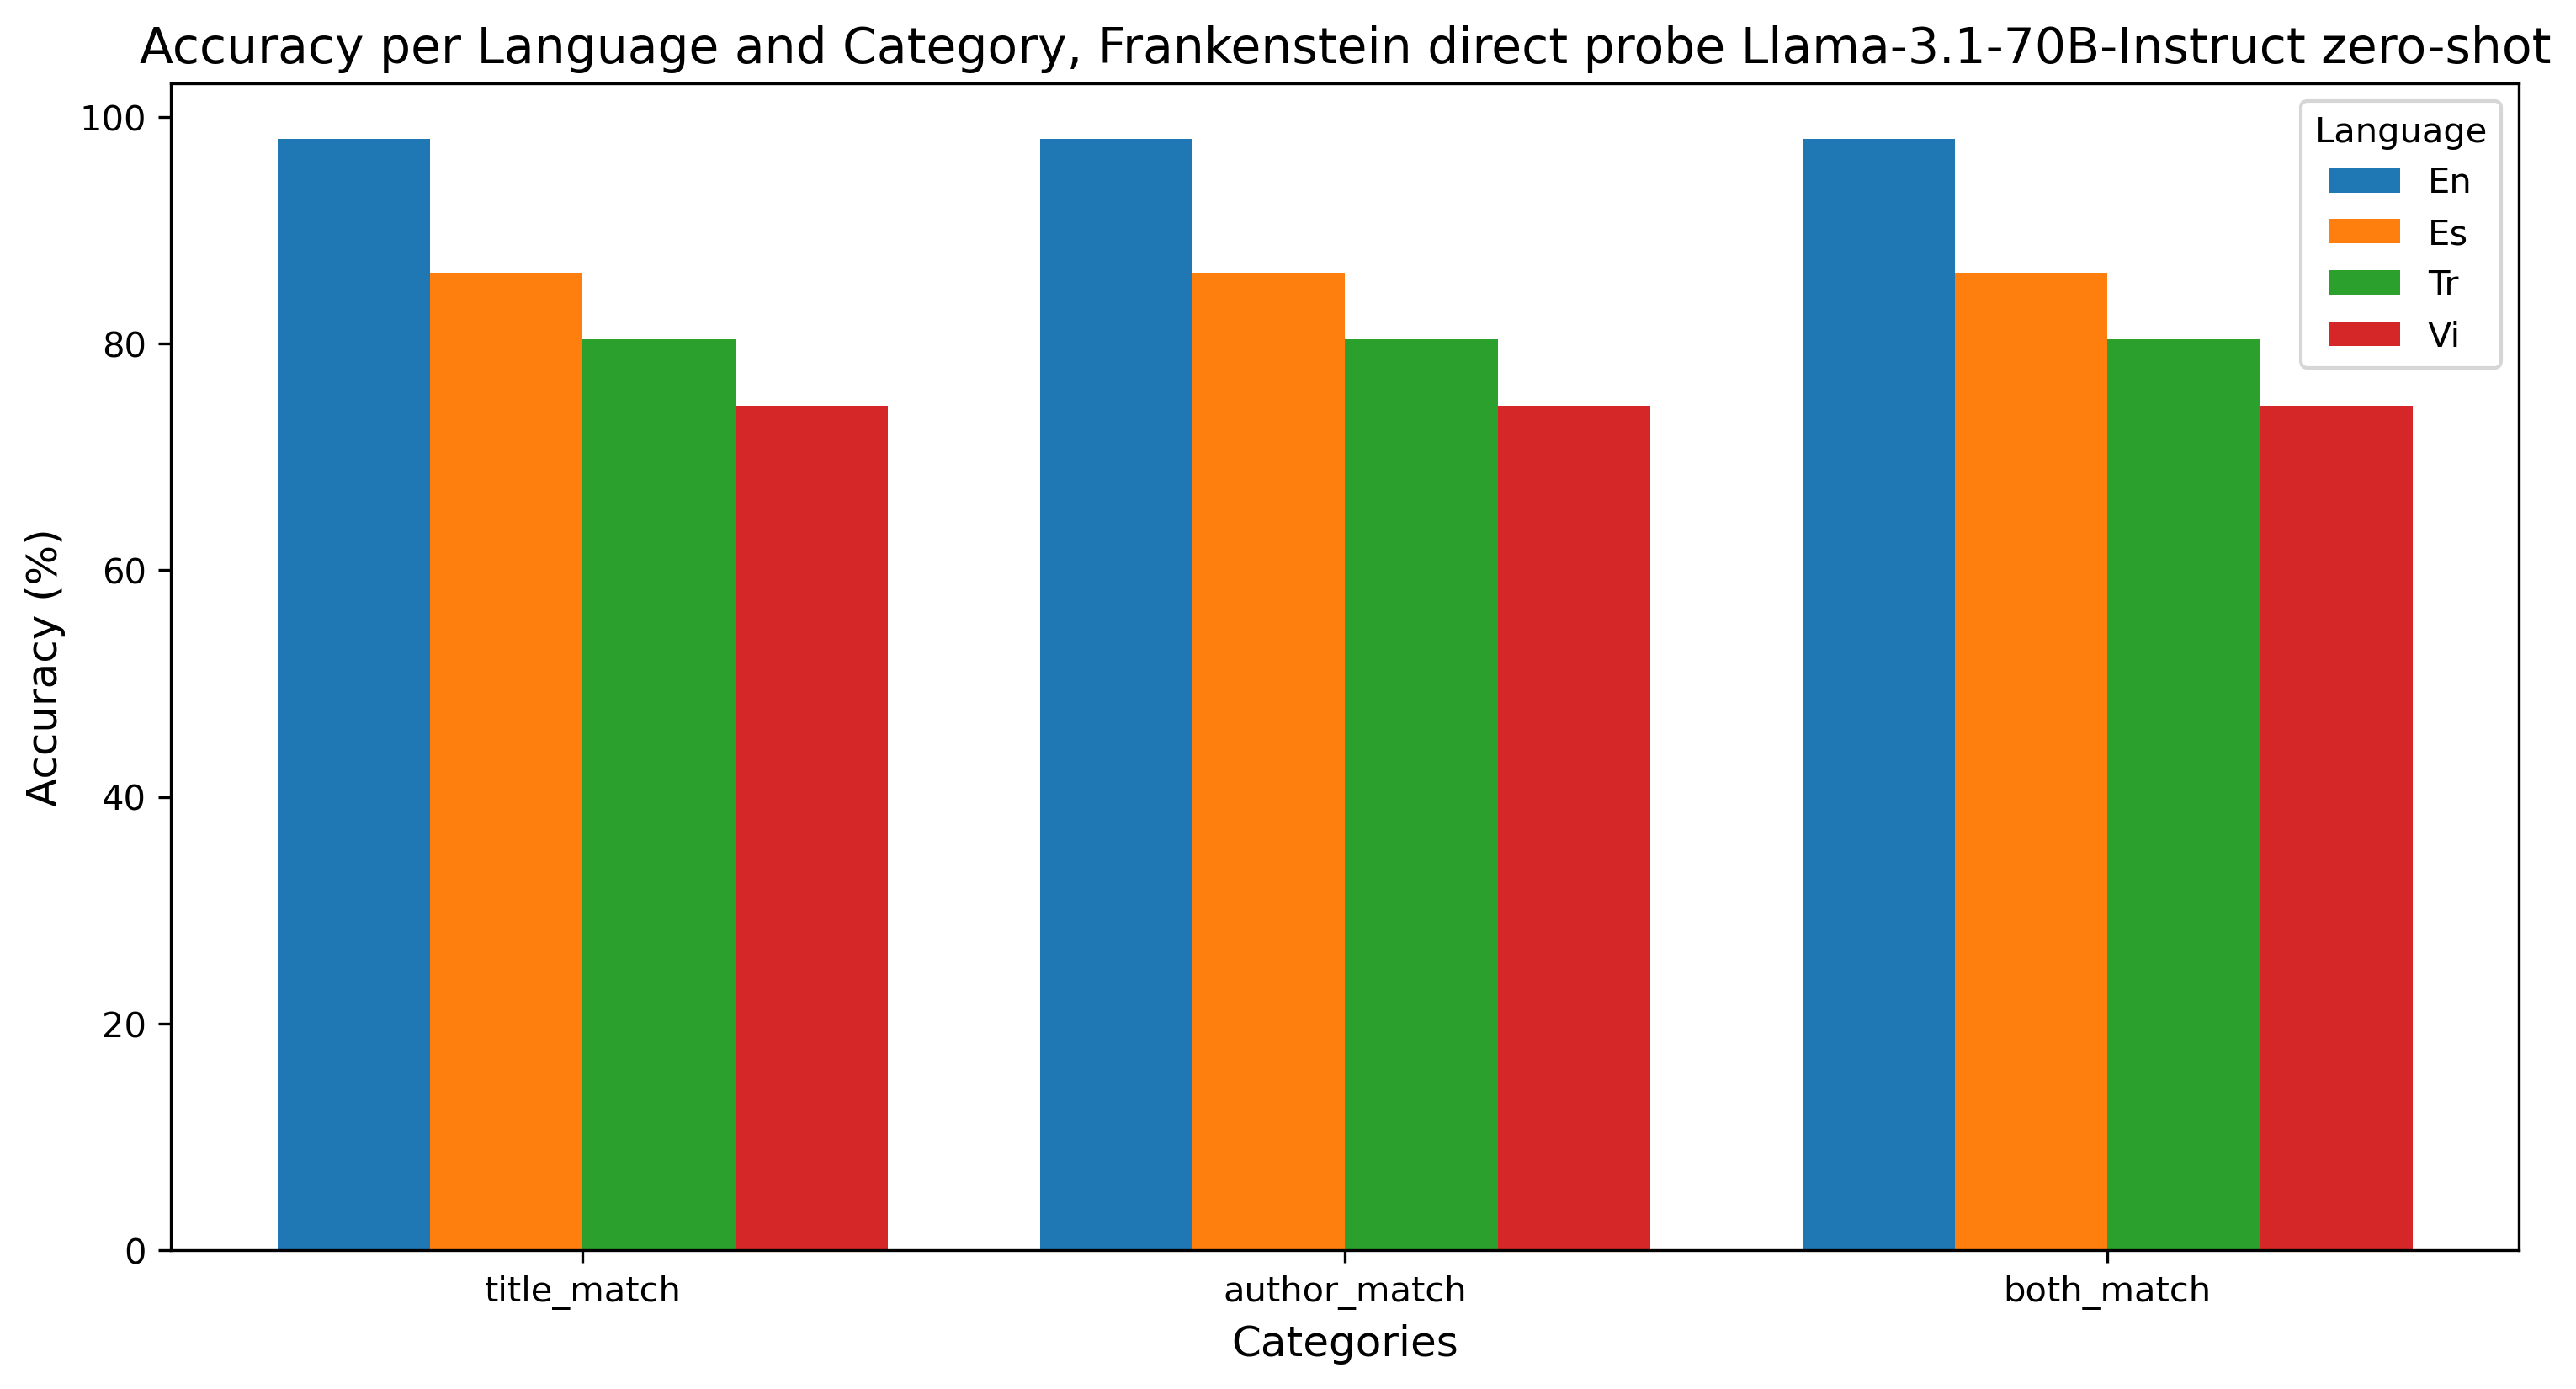 Accuracy per Language and Category, Frankenstein direct probe Llama-3.1-70B-Instruct zero-shot
Accuracy (%)
100
80
60
40
20
0
Language
En
Es
Tr
Vi
title_match
author_match
both_match
Categories